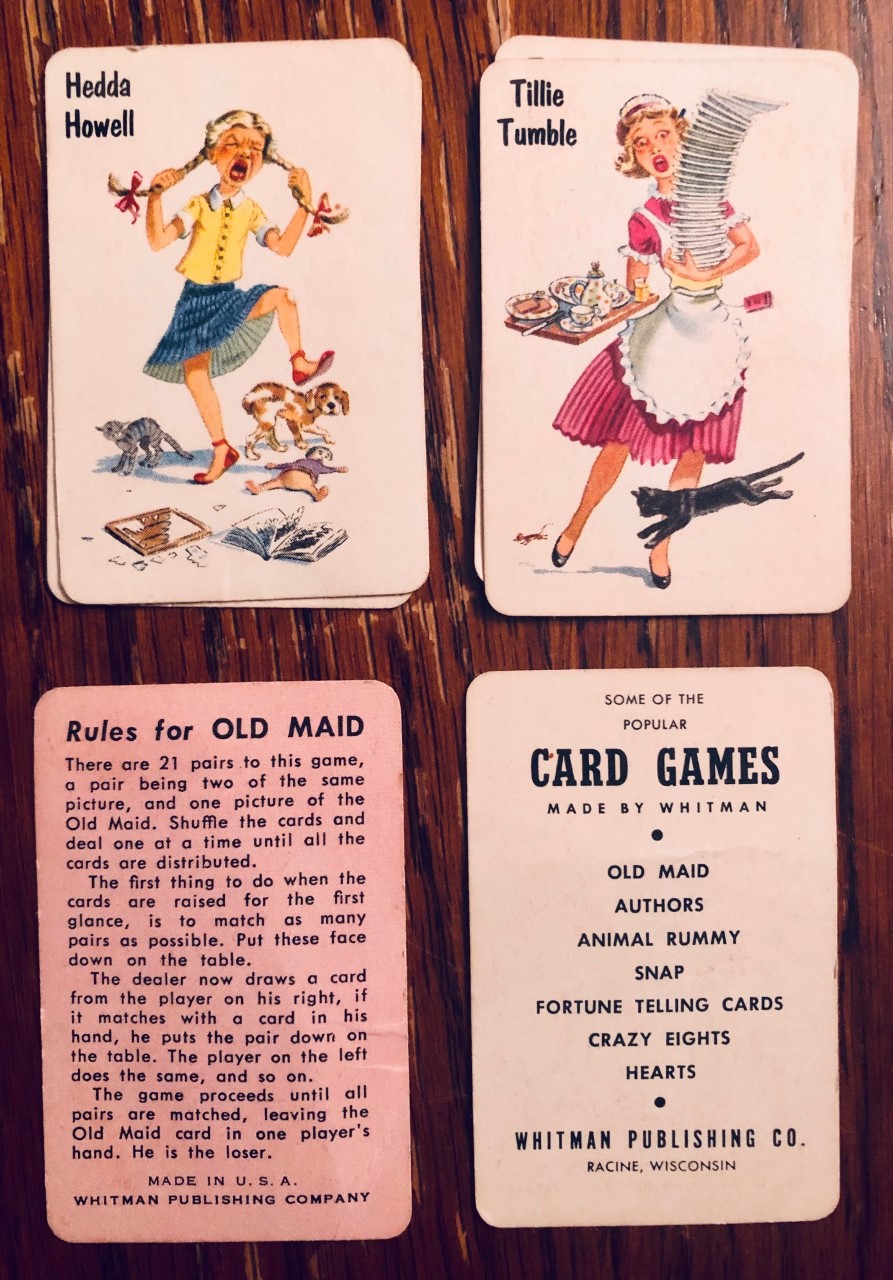 Hedda
Howell
Tillie
Tumble
Rules for OLD MAID
There are 21 pairs to this game,
a pair being two of the same
picture, and one picture of the
Old Maid. Shuffle the cards and
deal one at a time until all the
cards are distributed.
The first thing to do when the
cards are raised for the first
glance, is to match as many
pairs as possible. Put these face
down on the table.
The dealer now draws a card
from the player on his right, if
it matches with a card in his
hand, he puts the pair down on
the table. The player on the left
does the same, and so on.
The game proceeds until all
pairs are matched, leaving the
Old Maid card in one player's
hand. He is the loser.
MADE IN U. S. A.
WHITMAN PUBLISHING COMPANY
SOME OF THE
POPULAR
CARD GAMES
MADE BY WHITMAN
•
OLD MAID
AUTHORS
ANIMAL RUMMY
SNAP
FORTUNE TELLING CARDS
CRAZY EIGHTS
HEARTS
•
WHITMAN PUBLISHING CO.
RACINE, WISCONSIN